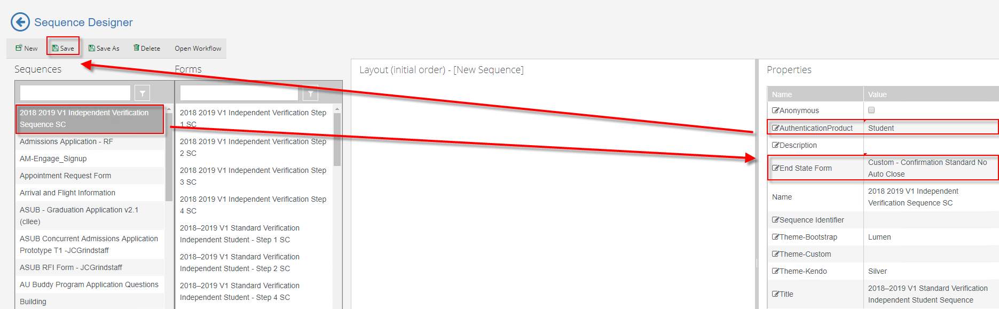 Sequence Designer
New Save Save As Delete Open Workflow
Sequences
2018 2019 V1 Independent Verification
Sequence SC
Admissions Application - RF
AM-Engage_Signup
Appointment Request Form
Arrival and Flight Information
ASUB - Graduation Application v2.1
(cllee)
ASUB Concurrent Admissions Application
Prototype T1 -JCGrindstaff
ASUB RFI Form - JCGrindstaff
AU Buddy Program Application Questions
Building
Forms
2018 2019 V1 Independent Verification Step
1 SC
2018 2019 V1 Independent Verification Step
2 SC
2018 2019 V1 Independent Verification Step
3 SC
2018 2019 V1 Independent Verification Step
4 SC
2018–2019 V1 Standard Verification
Independent Student - Step 1 SC
2018–2019 V1 Standard Verification
Independent Student - Step 2 SC
2018–2019 V1 Standard Verification
Independent Student - Step 4 SC
Layout (initial order) - [New Sequence]
Properties
Name Value
Anonymous
AuthenticationProduct Student
Description
End State Form Custom - Confirmation Standard No
Auto Close
Name 2018 2019 V1 Independent
Verification Sequence SC
Sequence Identifier
Theme-Bootstrap Lumen
Theme-Custom
Theme-Kendo Silver
Title 2018–2019 V1 Standard Verification
Independent Student Sequence